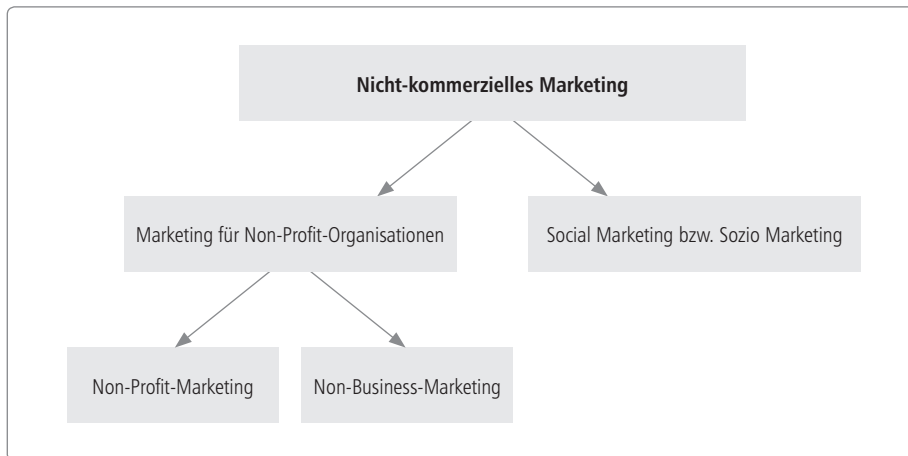 Nicht-kommerzielles Marketing
Marketing für Non-Profit-Organisationen
Social Marketing bzw. Sozio Marketing
Non-Profit-Marketing
Non-Business-Marketing